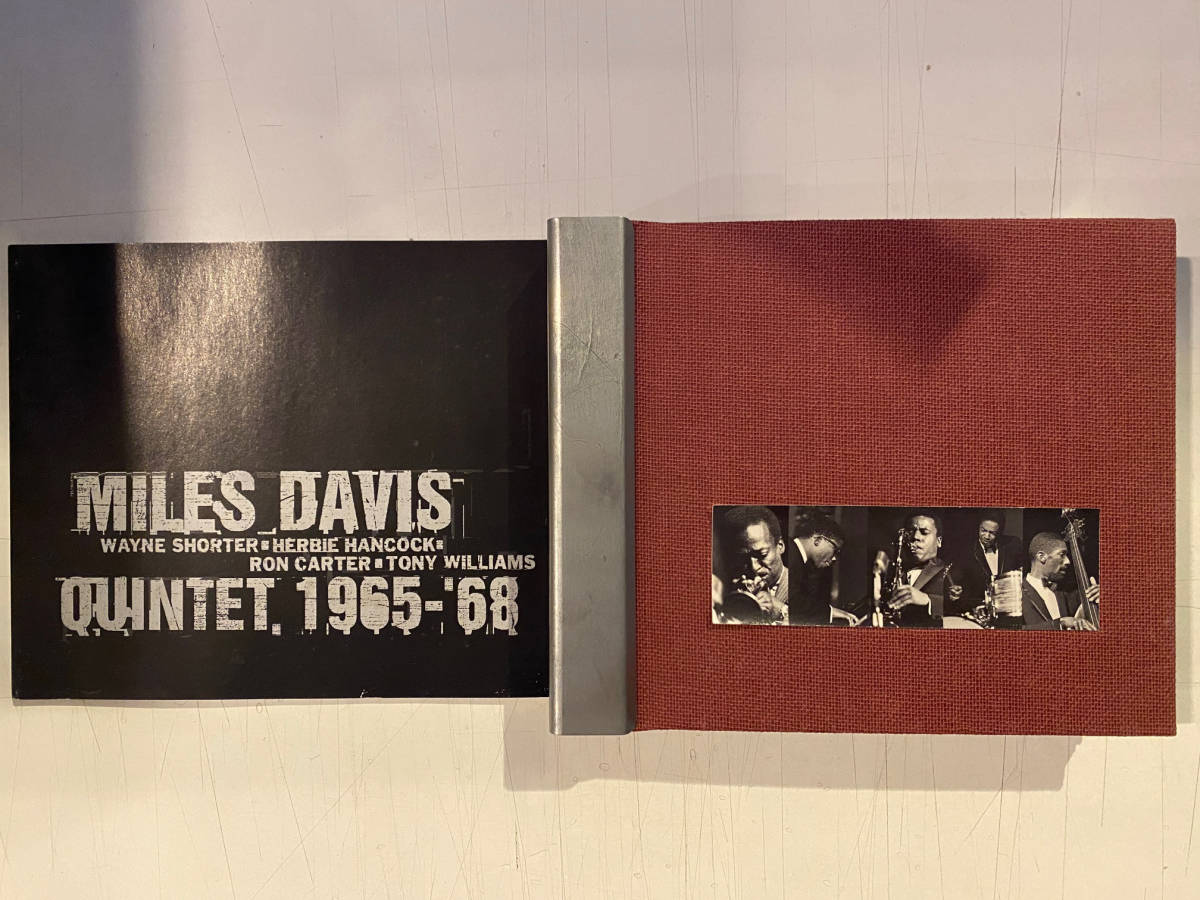 MILES DAVIS
WAYNE SHORTER ▪ HERBIE HANCOCK ▪
RON CARTER ▪ TONY WILLIAMS
QUINTET, 1965-'68